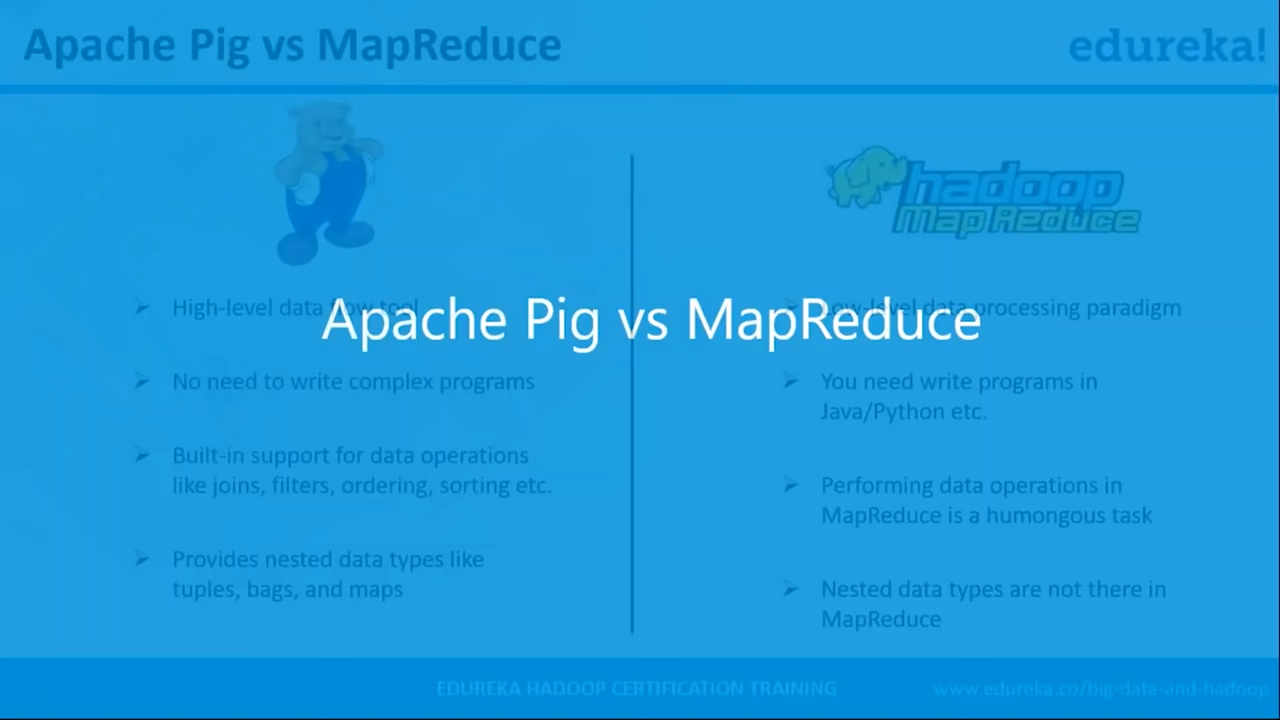 Apache Pig vs MapReduce
edureka!
hadoop
MapReduce
Apache Pig vs MapReduce
High-level data flow tool
No need to write complex programs
Built-in support for data operations
like joins, filters, ordering, sorting etc.
Provides nested data types like
tuples, bags, and maps
Low-level data processing paradigm
You need write programs in
Java/Python etc.
Performing data operations in
MapReduce is a humongous task
Nested data types are not there in
MapReduce
EDUREKA HADOOP CERTIFICATION TRAINING
www.edureka.co/big-data-and-hadoop